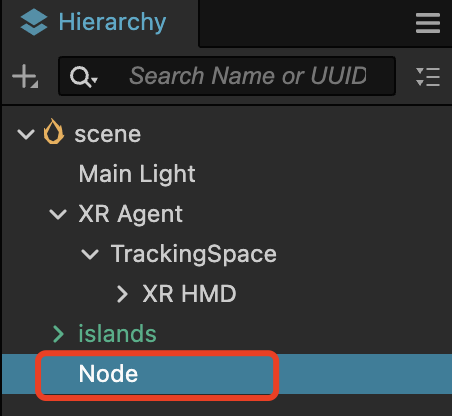 Hierarchy
Search Name or UUID
scene
Main Light
XR Agent
TrackingSpace
XR HMD
islands
Node